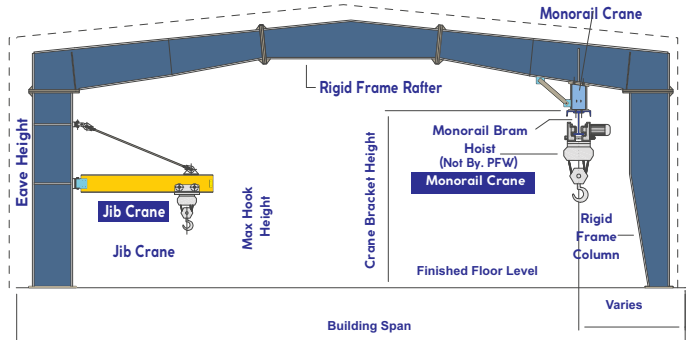 Monorail Crane
Rigid Frame Rafter
Eave Height
Crane Bracket Height
Monorail Bram
Hoist
(Not By. PFW)
Monorail Crane
Jib Crane
Max Hook
Height
Jib Crane
Rigid
Frame
Column
Finished Floor Level
Varies
Building Span